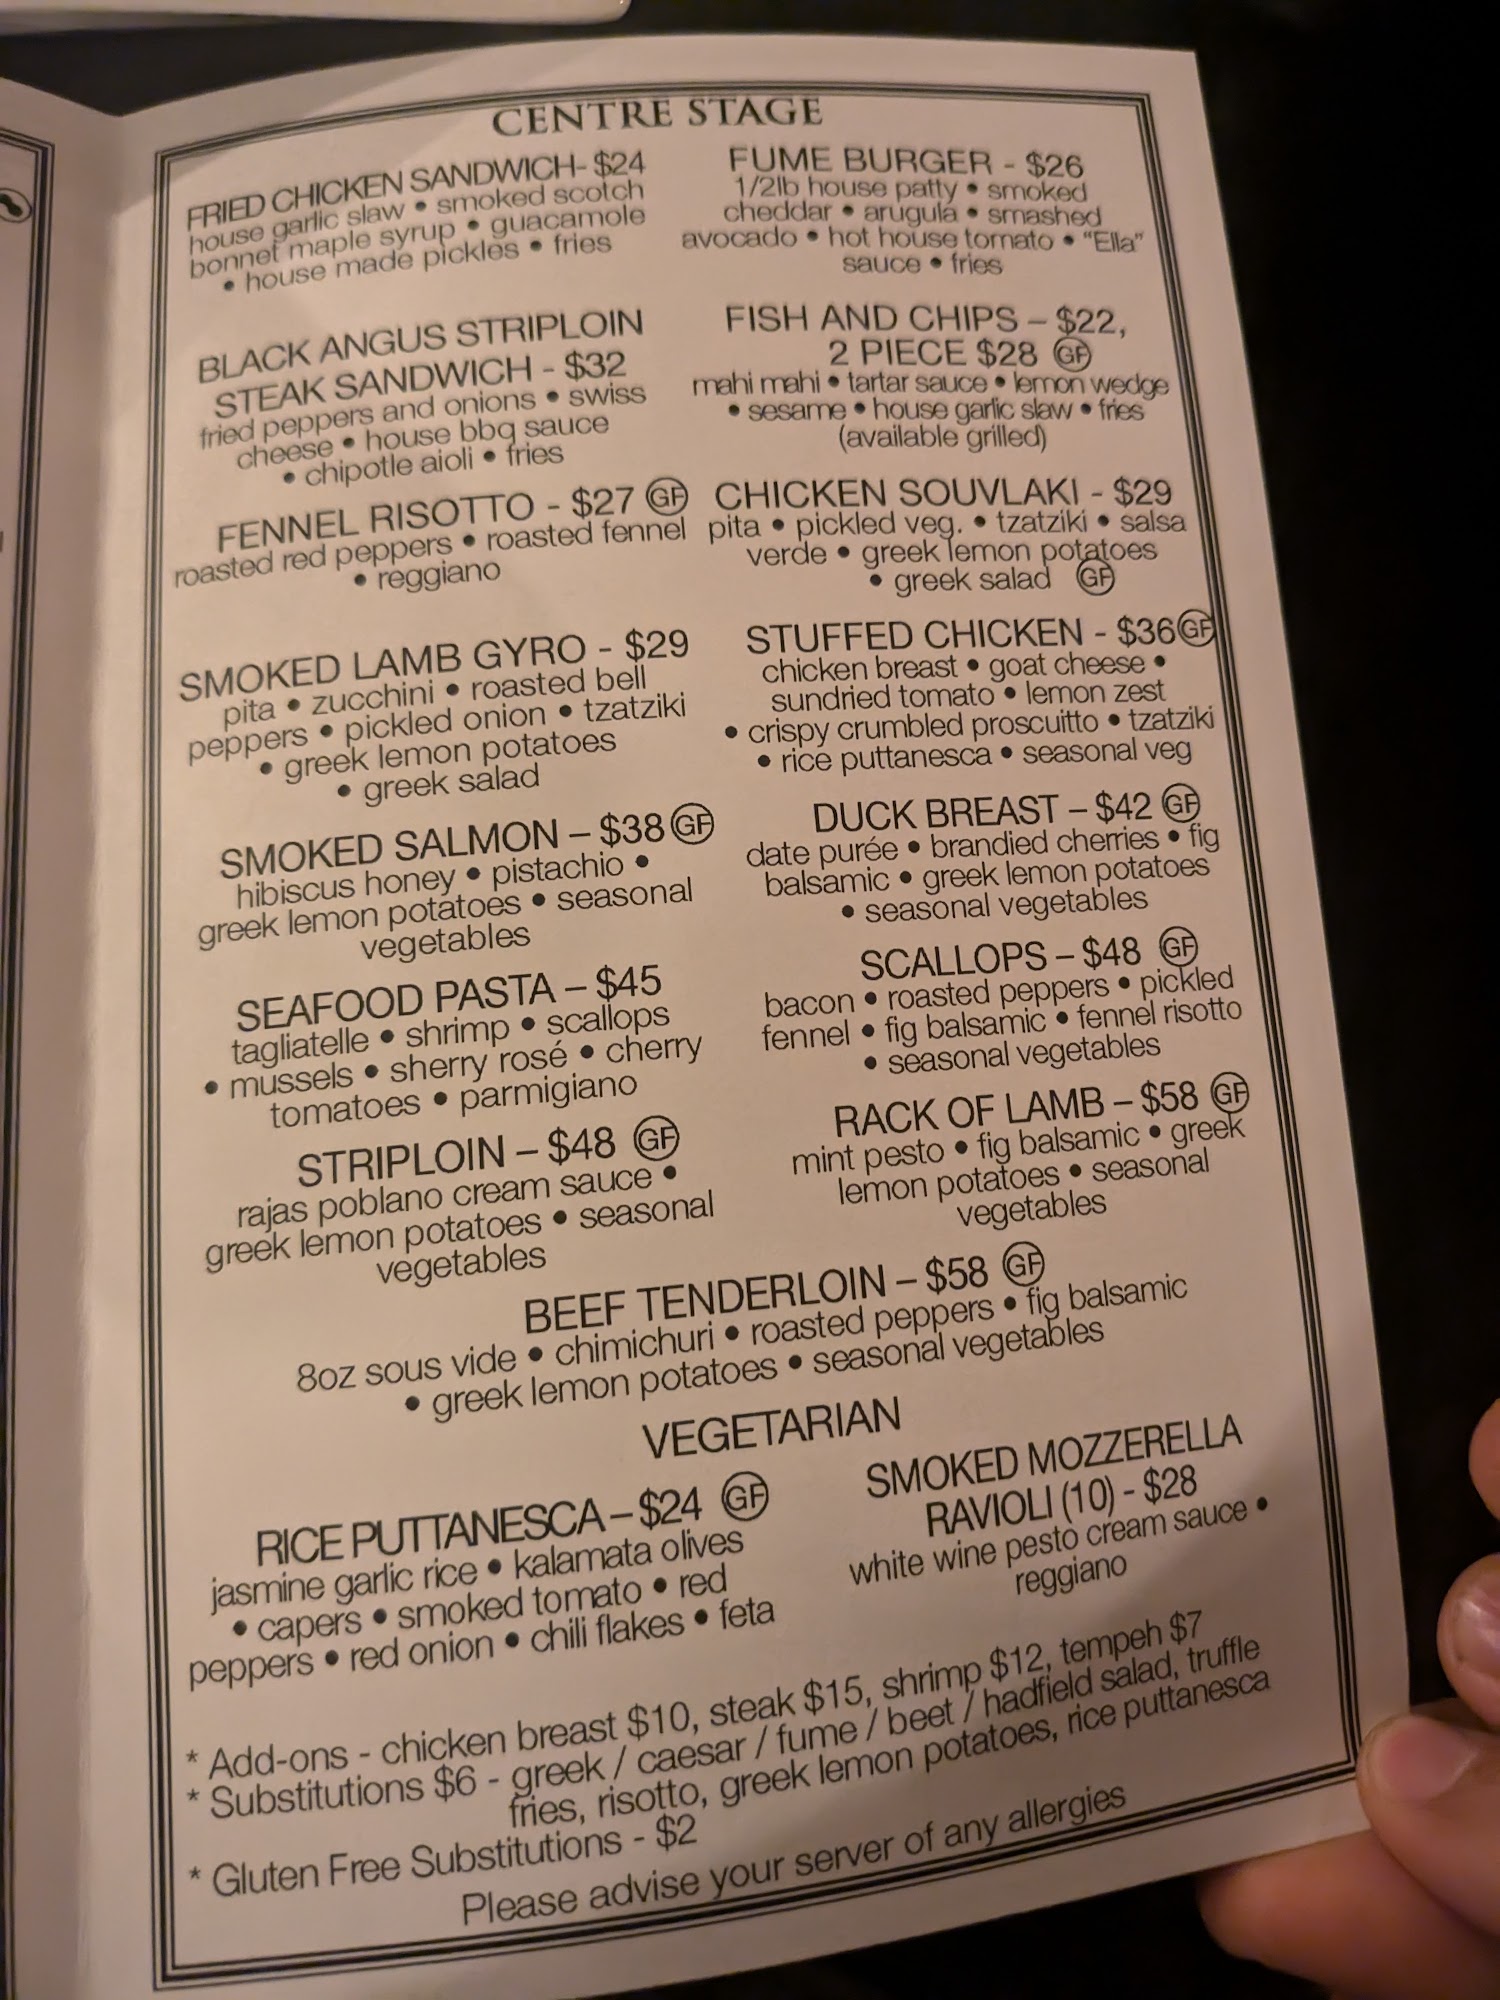 CENTRE STAGE
FRIED CHICKEN SANDWICH- $24
house garlic slaw • smoked scotch
bonnet maple syrup • guacamole
• house made pickles • fries
FUME BURGER - $26
1/2lb house patty • smoked
cheddar • arugula • smashed
avocado • hot house tomato • “Ella”
sauce • fries
BLACK ANGUS STRIPLOIN
STEAK SANDWICH - $32
fried peppers and onions • swiss
cheese • house bbq sauce
• chipotle aioli • fries
FISH AND CHIPS – $22,
2 PIECE $28 GF
mahi mahi • tartar sauce • lemon wedge
• sesame • house garlic slaw • fries
(available grilled)
FENNEL RISOTTO - $27 GF
roasted red peppers • roasted fennel
• reggiano
CHICKEN SOUVLAKI - $29
pita • pickled veg. • tzatziki • salsa
verde • greek lemon potatoes
• greek salad GF
SMOKED LAMB GYRO - $29
pita • zucchini • roasted bell
peppers • pickled onion • tzatziki
• greek lemon potatoes
• greek salad
STUFFED CHICKEN - $36 GF
chicken breast • goat cheese •
sundried tomato • lemon zest
• crispy crumbled proscuitto • tzatziki
• rice puttanesca • seasonal veg
SMOKED SALMON – $38 GF
hibiscus honey • pistachio •
greek lemon potatoes • seasonal
vegetables
DUCK BREAST – $42 GF
date purée • brandied cherries • fig
balsamic • greek lemon potatoes
• seasonal vegetables
SEAFOOD PASTA – $45
tagliatelle • shrimp • scallops
• mussels • sherry rosé • cherry
tomatoes • parmigiano
SCALLOPS – $48 GF
bacon • roasted peppers • pickled
fennel • fig balsamic • fennel risotto
• seasonal vegetables
STRIPLOIN – $48 GF
rajas poblano cream sauce •
greek lemon potatoes • seasonal
vegetables
RACK OF LAMB – $58 GF
mint pesto • fig balsamic • greek
lemon potatoes • seasonal
vegetables
BEEF TENDERLOIN – $58 GF
8oz sous vide • chimichuri • roasted peppers • fig balsamic
• greek lemon potatoes • seasonal vegetables
VEGETARIAN
RICE PUTTANESCA – $24 GF
jasmine garlic rice • kalamata olives
• capers • smoked tomato • red
peppers • red onion • chili flakes • feta
SMOKED MOZZERELLA
RAVIOLI (10) - $28
white wine pesto cream sauce •
reggiano
* Add-ons - chicken breast $10, steak $15, shrimp $12, tempeh $7
* Substitutions $6 - greek / caesar / fume / beet / hadfield salad, truffle
fries, risotto, greek lemon potatoes, rice puttanesca
* Gluten Free Substitutions - $2
Please advise your server of any allergies